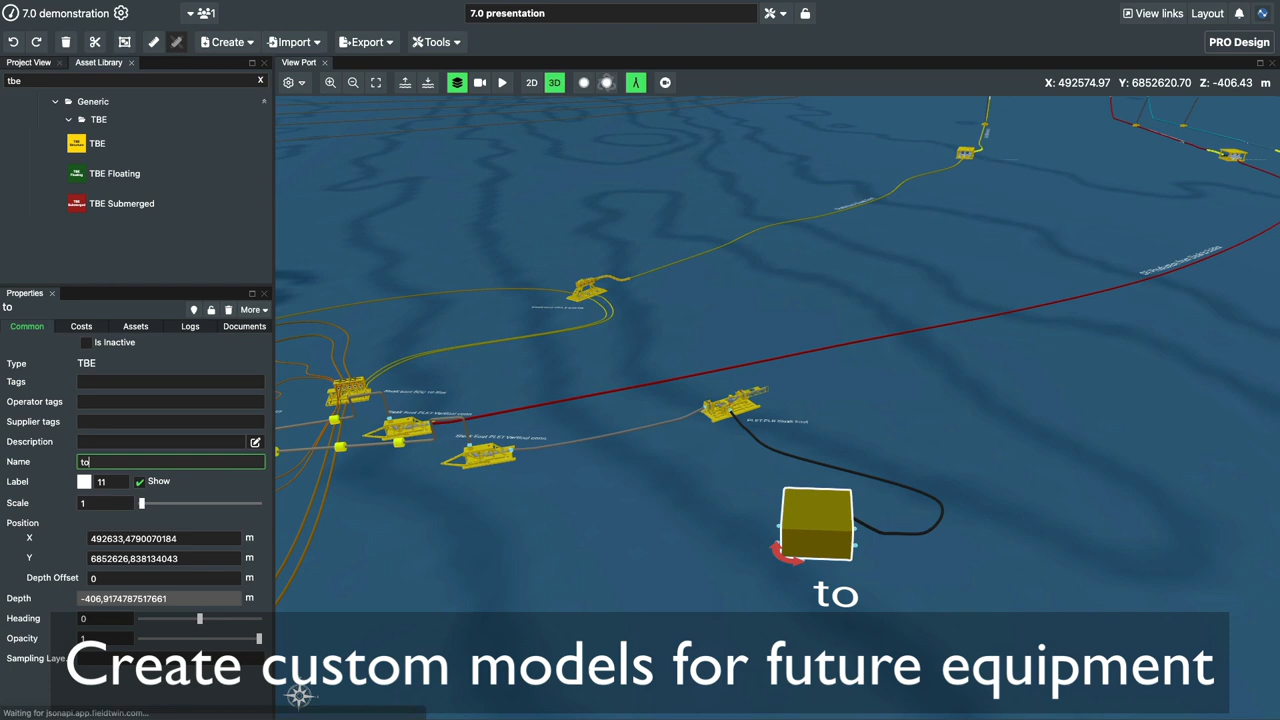 7.0 demonstration
1
7.0 presentation
View links
Layout
Create
Import
Export
Tools
PRO Design
Project View
Asset Library
View Port
tbe
X
2D
3D
X: 492574.97 Y: 6852620.70 Z: -406.43 m
Generic
TBE
TBE
TBE Floating
TBE Submerged
Properties
to
More
Common
Costs
Assets
Logs
Documents
Is Inactive
Type TBE
Tags
Operator tags
Supplier tags
Description
Name to
Label 11 Show
Scale 1
Position
X 492633,4790070184 m
Y 6852626,838134043 m
Depth Offset 0 m
Depth -406,9174787517661 m
Heading 0
Opacity 1
Sampling Laye..
to
Create custom models for future equipment
Waiting for jsonapi.app.fieldtwin.com...